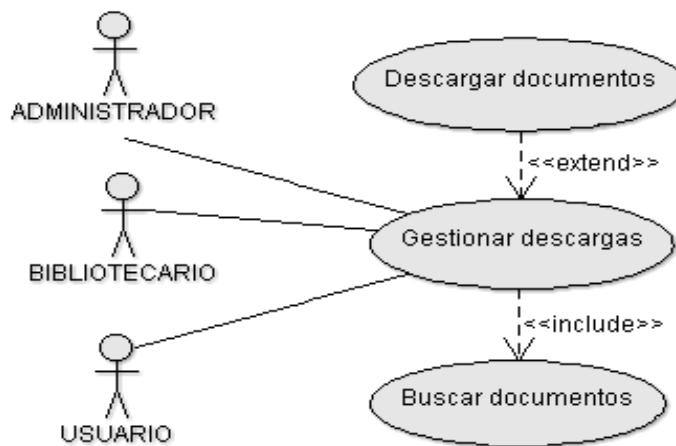 Descargar documentos
ADMINISTRADOR
<<extend>>
Gestionar descargas
BIBLIOTECARIO
<<include>>
Buscar documentos
USUARIO